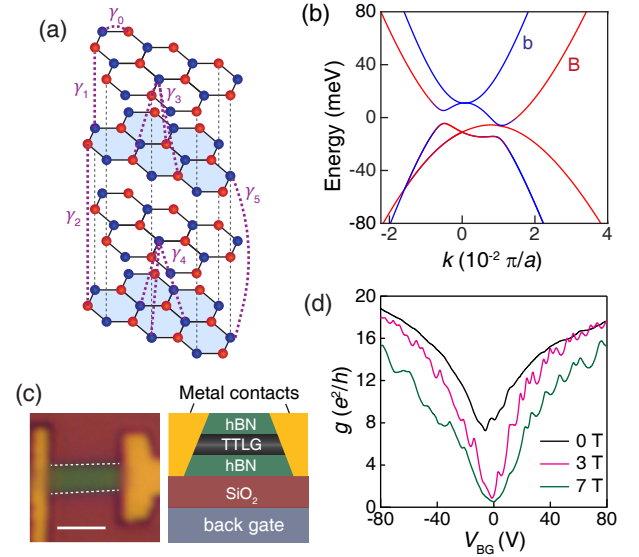 (a)
γ0
γ1
γ3
γ2
γ5
γ4
(b)
80
40
0
-40
-80
Energy (meV)
b
B
-2
0
2
4
k (10⁻² π/a)
(c)
Metal contacts
hBN
TTLG
hBN
SiO₂
back gate
(d)
20
16
12
8
4
0
g (e²/h)
0 T
3 T
7 T
-80
-40
0
40
80
V_BG (V)